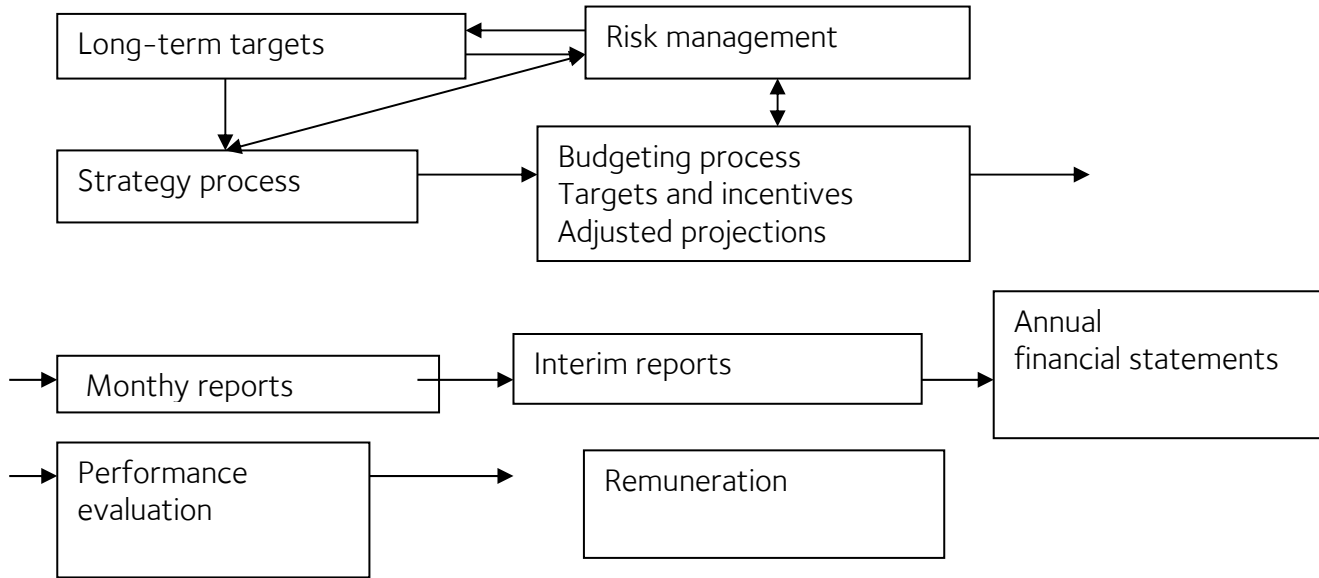 Long-term targets
Risk management
Strategy process
Budgeting process
Targets and incentives
Adjusted projections
Monthy reports
Interim reports
Annual
financial statements
Performance
evaluation
Remuneration